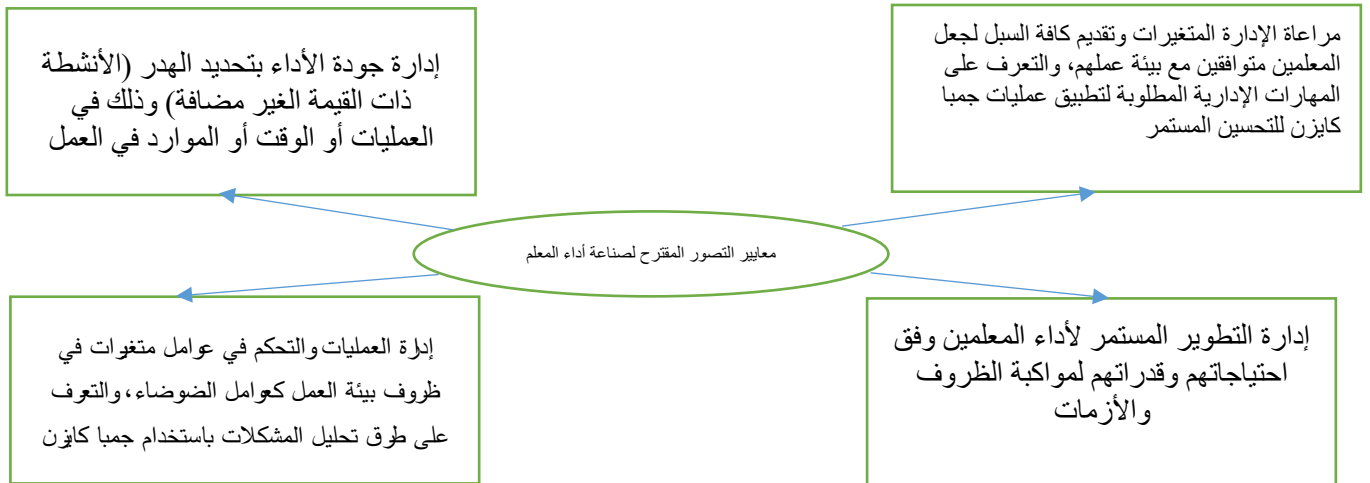 مراعاة الإدارة المتغيرات وتقديم كافة السبل لجعل
المعلمين متوافقين مع بيئة عملهم، والتعرف على
المهارات الإدارية المطلوبة لتطبيق عمليات جمبا
كايزن للتحسين المستمر
إدارة جودة الأداء بتحديد الهدر (الأنشطة
ذات القيمة الغير مضافة) وذلك في
العمليات أو الوقت أو الموارد في العمل
معايير التصور المقترح لصناعة أداء المعلم
إدارة التطوير المستمر لأداء المعلمين وفق
احتياجاتهم وقدراتهم لمواكبة الظروف
والأزمات
إدارة العمليات والتحكم في عوامل متغيرات في
ظروف بيئة العمل كعوامل الضوضاء، والتعرف
على طرق تحليل المشكلات باستخدام جمبا كايزن